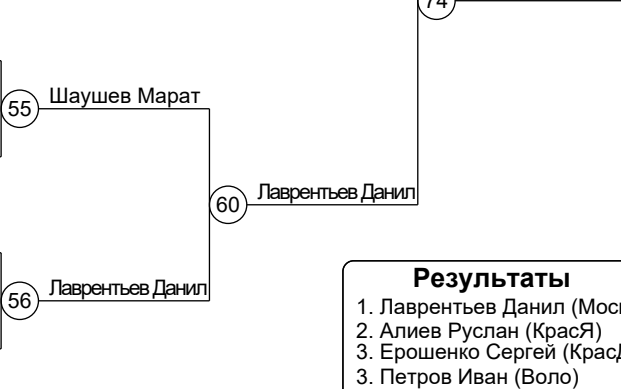 74
55 Шаушев Марат
60 Лаврентьев Данил
56 Лаврентьев Данил
Результаты
1. Лаврентьев Данил
2. Алиев Руслан (КрасЯ)
3. Ерошенко Сергей
3. Петров Иван (Воло)